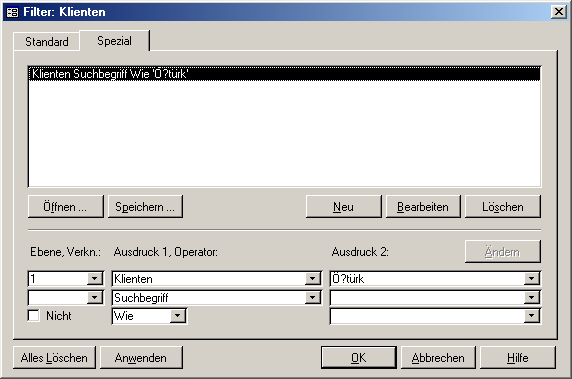 Filter: Klienten
Standard Spezial
Klienten Suchbegriff Wie 'Ö?türk'
Öffnen ... Speichern ... Neu Bearbeiten Löschen
Ebene, Verkn.: Ausdruck 1, Operator: Ausdruck 2: Ändern
1 Klienten Ö?türk
Suchbegriff
Nicht Wie
Alles Löschen Anwenden OK Abbrechen Hilfe